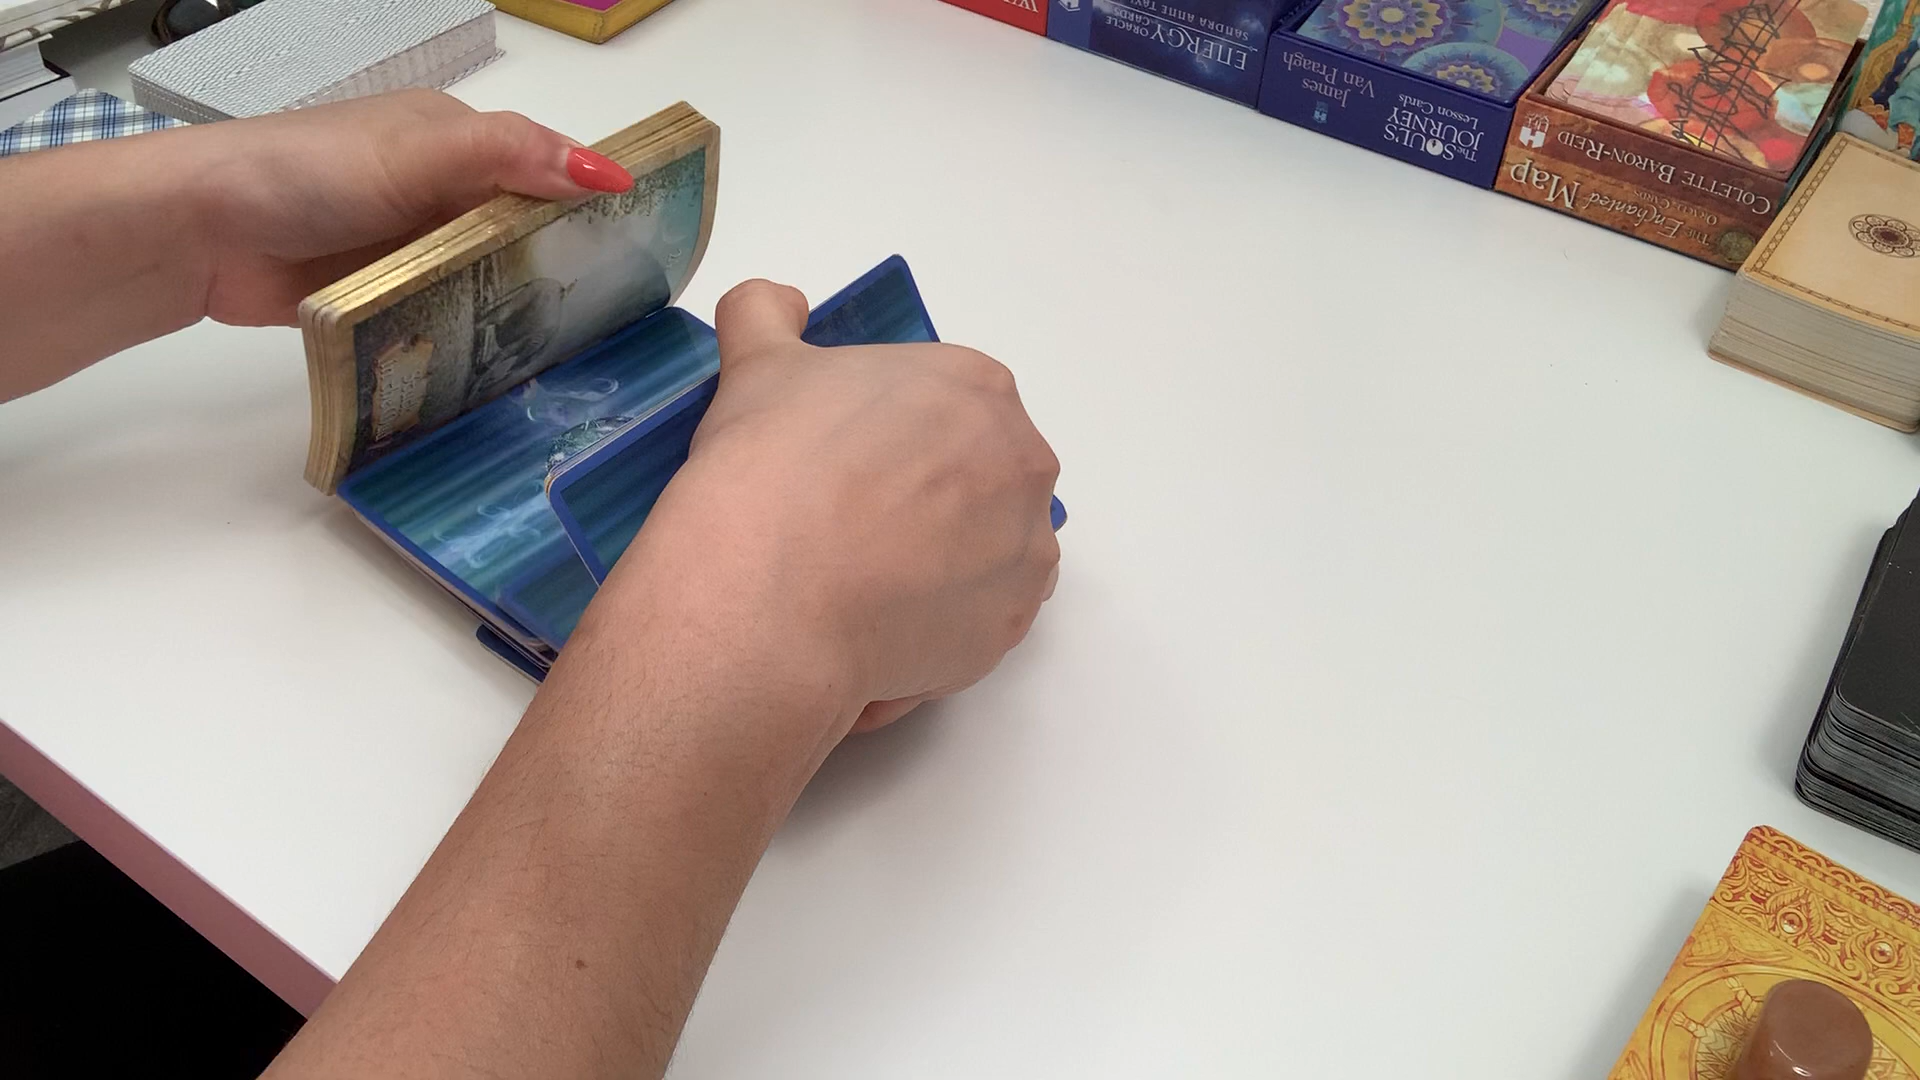 ENERGY
ORACLE
CARDS
SANDRA ANNE
The
SOUL'S
JOURNEY
Lesson Cards
James
Van Praagh
THE Enchanted Map
ORACLE CARDS
COLETTE BARON-REID